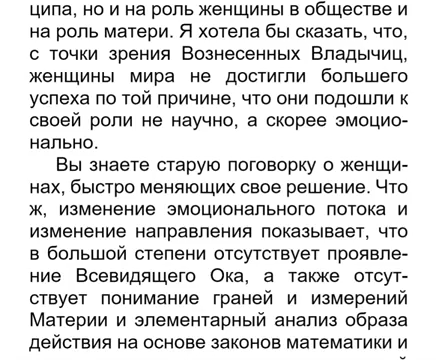 ципа, но и на роль женщины в обществе и
на роль матери. Я хотела бы сказать, что,
с точки зрения Вознесенных Владычиц,
женщины мира не достигли большего
успеха по той причине, что они подошли к
своей роли не научно, а скорее эмоцио-
нально.
Вы знаете старую поговорку о женщи-
нах, быстро меняющих свое решение. Что
ж, изменение эмоционального потока и
изменение направления показывает, что
в большой степени отсутствует проявле-
ние Всевидящего Ока, а также отсут-
ствует понимание граней и измерений
Материи и элементарный анализ образа
действия на основе законов математики и